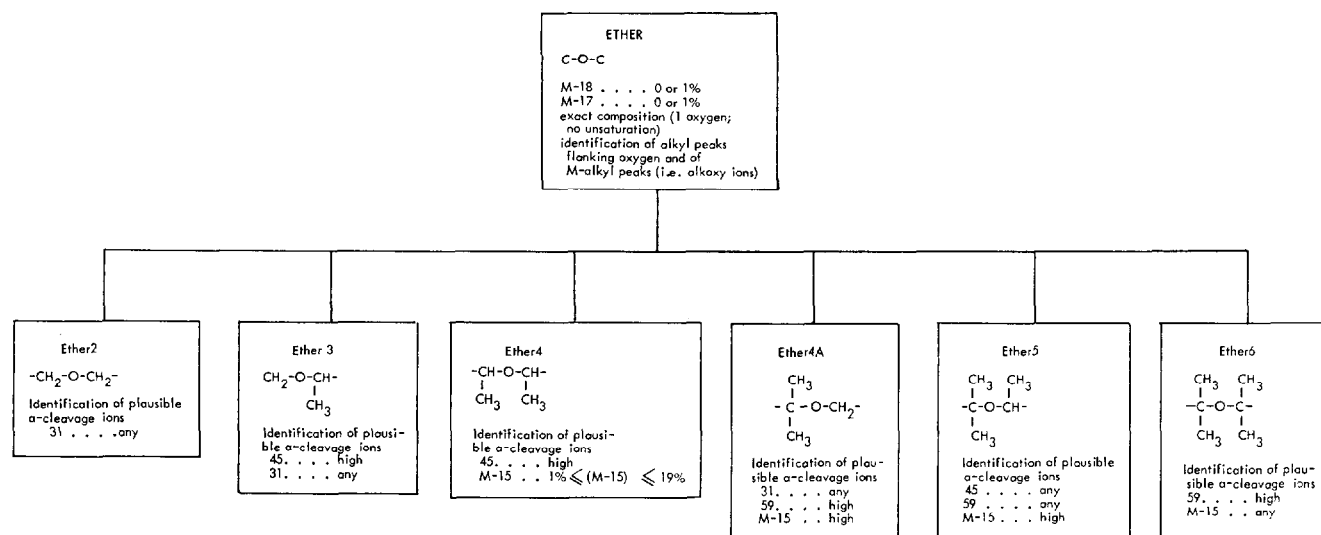 ETHER
C-O-C
M-18 . . . . 0 or 1%
M-17 . . . . 0 or 1%
exact composition (1 oxygen;
no unsaturation)
identification of alkyl peaks
flanking oxygen and of
M-alkyl peaks (i.e. alkoxy ions)
Ether2
-CH₂-O-CH₂-
Identification of plausible
α-cleavage ions
31 . . . . any
Ether 3
CH₂-O-CH-
CH₃
Identification of plausi-
ble α-cleavage ions
45. . . . high
31. . . . any
Ether4
-CH-O-CH-
CH₃ CH₃
Identification of plausi-
ble α-cleavage ions
45. . . . high
M-15 . . 1% ≤ (M-15) ≤ 19%
Ether4A
CH₃
-C-O-CH₂-
CH₃
Identification of plau-
sible α-cleavage ions
31. . . . any
59. . . . high
M-15 . . high
Ether5
CH₃ CH₃
-C-O-CH-
CH₃
Identification of plausible
α-cleavage ions
45 . . . . any
59 . . . . any
M-15 . . . high
Ether6
CH₃ CH₃
-C-O-C-
CH₃ CH₃
Identification of plau-
sible α-cleavage ions
59. . . . high
M-15 . . any